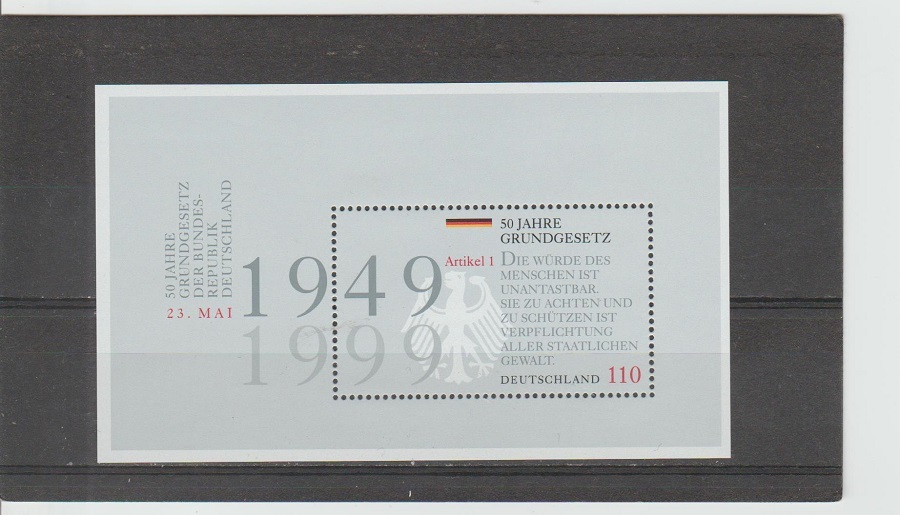 50 JAHRE
GRUNDGESETZ
DER BUNDES-
REPUBLIK
DEUTSCHLAND
23. MAI
1949
1999
50 JAHRE
GRUNDGESETZ
Artikel 1
DIE WÜRDE DES
MENSCHEN IST
UNANTASTBAR.
SIE ZU ACHTEN UND
ZU SCHÜTZEN IST
VERPFLICHTUNG
ALLER STAATLICHEN
GEWALT.
DEUTSCHLAND 110